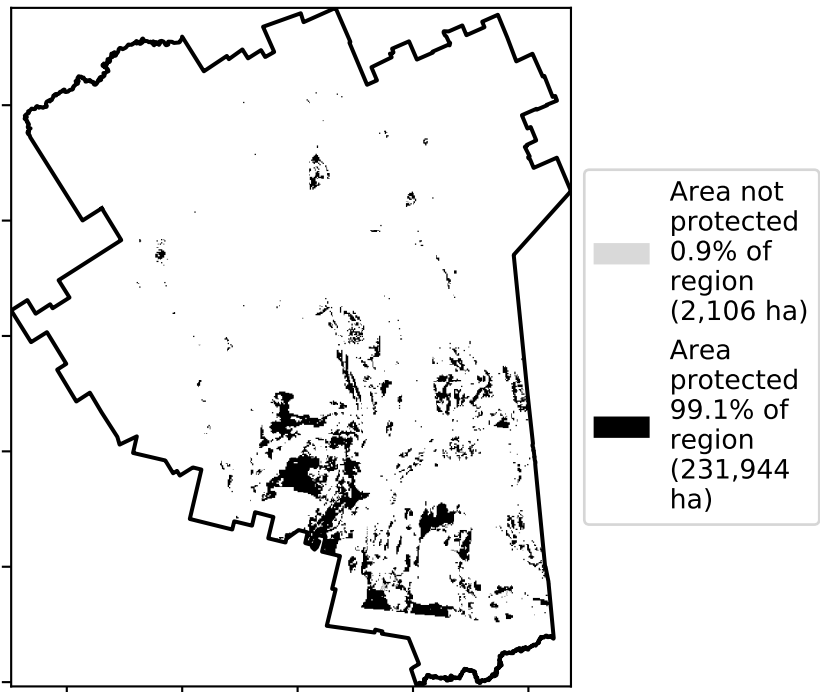 Area not
protected
0.9% of
region
(2,106 ha)
Area
protected
99.1% of
region
(231,944
ha)